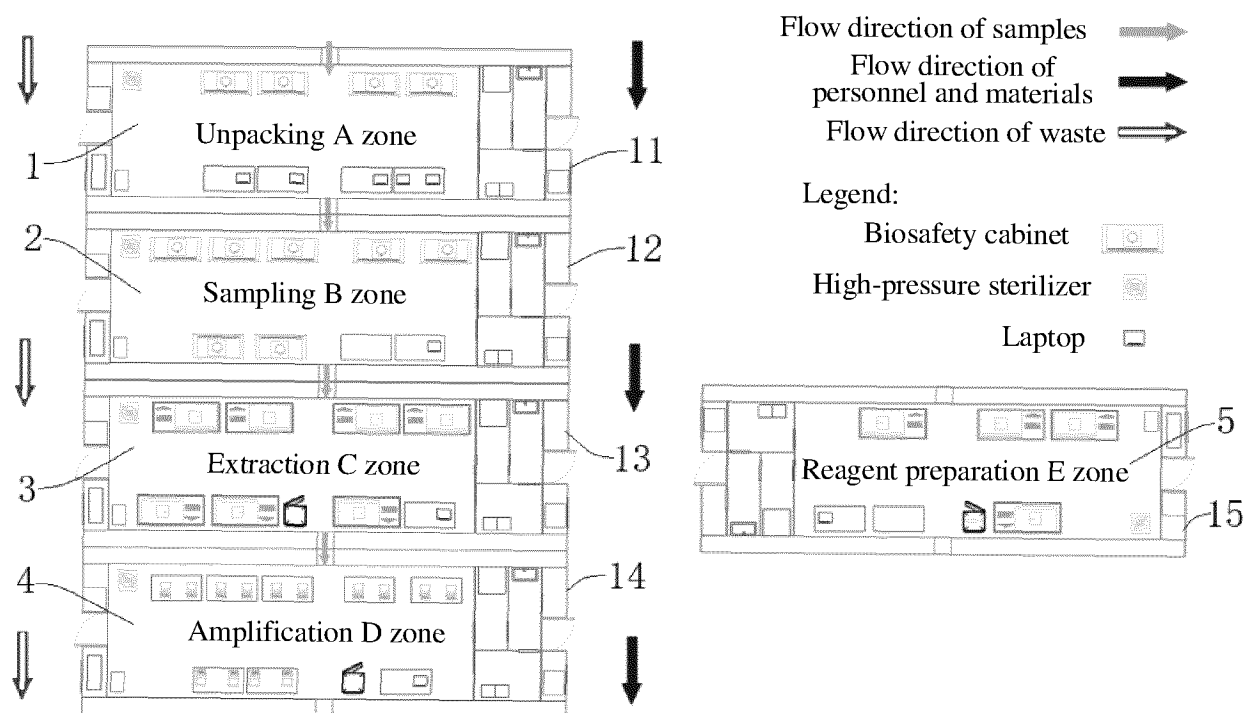 Flow direction of samples
Flow direction of
personnel and materials
Flow direction of waste
Legend:
Biosafety cabinet
High-pressure sterilizer
Laptop
1
Unpacking A zone
11
2
Sampling B zone
12
3
Extraction C zone
13
4
Amplification D zone
14
5
Reagent preparation E zone
15